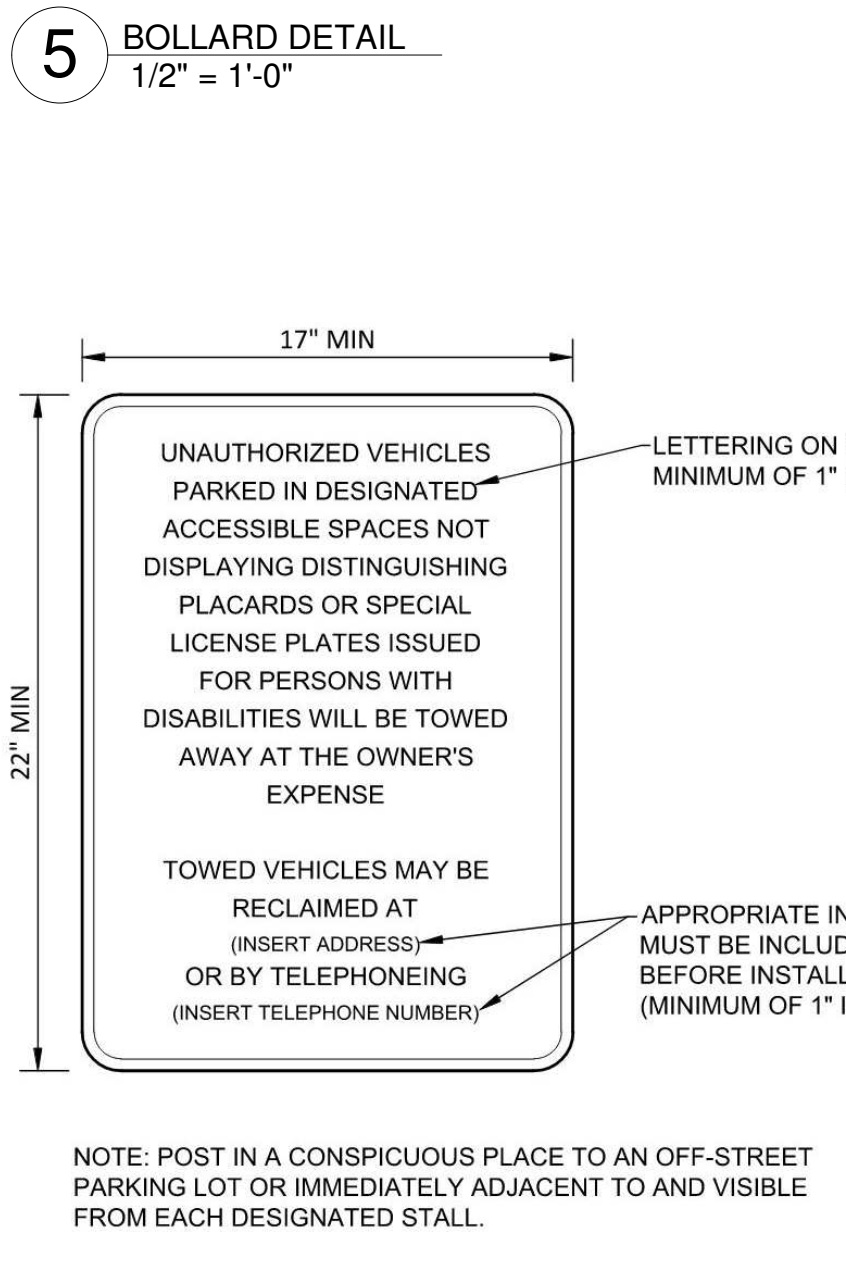 5
BOLLARD DETAIL
1/2" = 1'-0"
17" MIN
22" MIN
UNAUTHORIZED VEHICLES
PARKED IN DESIGNATED
ACCESSIBLE SPACES NOT
DISPLAYING DISTINGUISHING
PLACARDS OR SPECIAL
LICENSE PLATES ISSUED
FOR PERSONS WITH
DISABILITIES WILL BE TOWED
AWAY AT THE OWNER'S
EXPENSE
TOWED VEHICLES MAY BE
RECLAIMED AT
(INSERT ADDRESS)
OR BY TELEPHONEING
(INSERT TELEPHONE NUMBER)
LETTERING ON
MINIMUM OF 1"
APPROPRIATE
MUST BE
BEFORE
(MINIMUM OF 1"
NOTE: POST IN A CONSPICUOUS PLACE TO AN OFF-STREET
PARKING LOT OR IMMEDIATELY ADJACENT TO AND VISIBLE
FROM EACH DESIGNATED STALL.